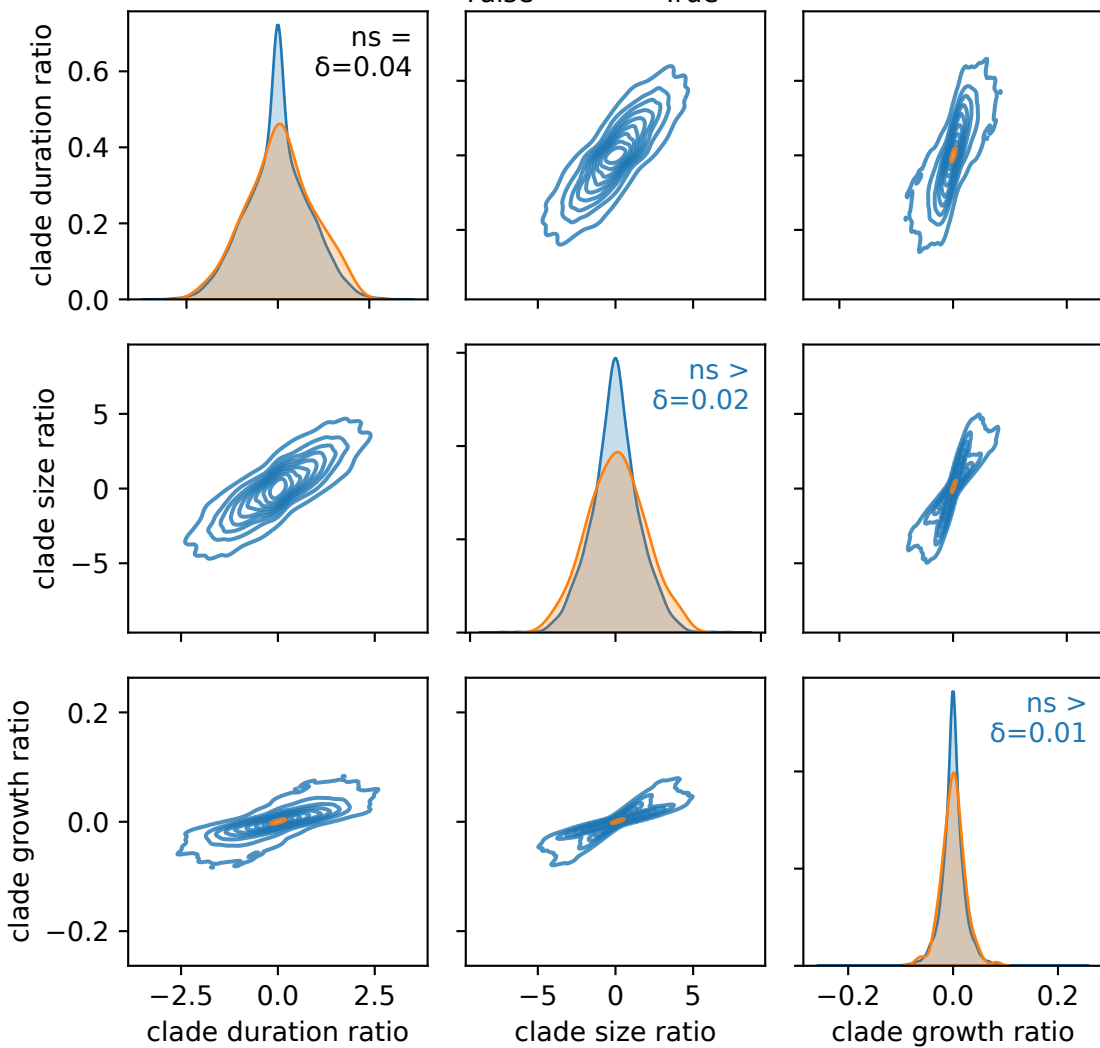 clade duration ratio
0.6
0.4
0.2
0.0
ns =
δ=0.04
clade size ratio
5
0
−5
ns >
δ=0.02
clade growth ratio
0.2
0.0
−0.2
ns >
δ=0.01
−2.5 0.0 2.5
−5 0 5
−0.2 0.0 0.2
clade duration ratio
clade size ratio
clade growth ratio